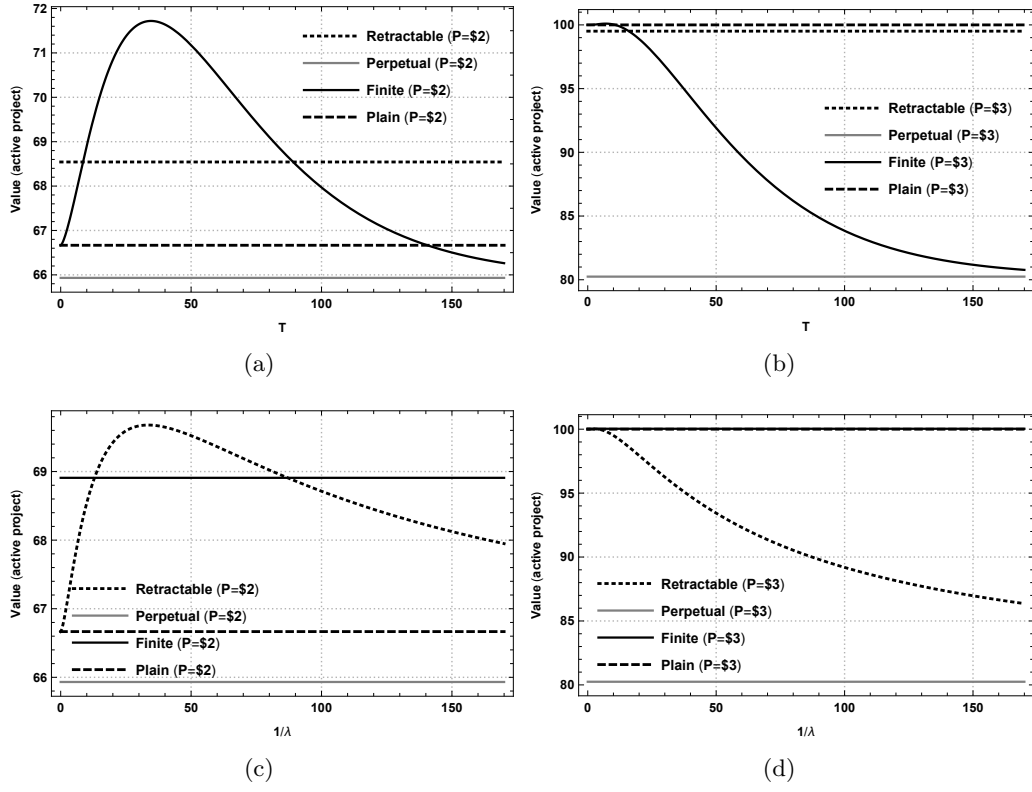 72
71
70
69
68
67
66
Value (active project)
Retractable (P=$2)
Perpetual (P=$2)
Finite (P=$2)
Plain (P=$2)
0 50 100 150
T
(a)
100
95
90
85
80
Value (active project)
Retractable (P=$3)
Perpetual (P=$3)
Finite (P=$3)
Plain (P=$3)
0 50 100 150
T
(b)
69
68
67
66
Value (active project)
Retractable (P=$2)
Perpetual (P=$2)
Finite (P=$2)
Plain (P=$2)
0 50 100 150
1/λ
(c)
100
95
90
85
80
Value (active project)
Retractable (P=$3)
Perpetual (P=$3)
Finite (P=$3)
Plain (P=$3)
0 50 100 150
1/λ
(d)